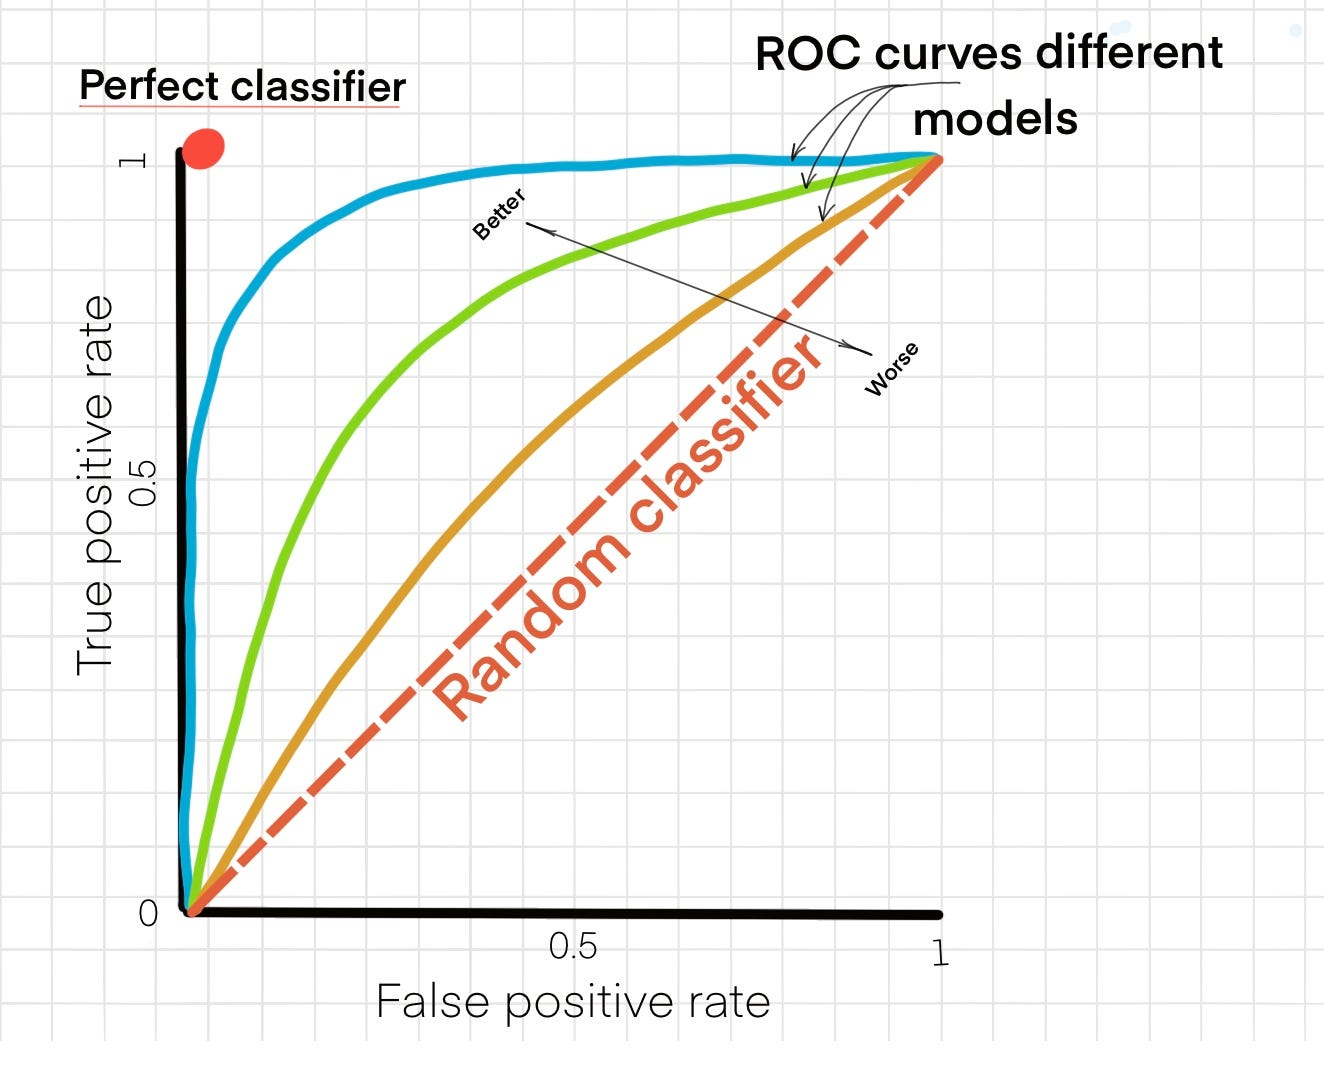 ROC curves different
models
Perfect classifier
1
Better
Worse
Random classifier
True positive rate
0.5
0
0.5
1
False positive rate